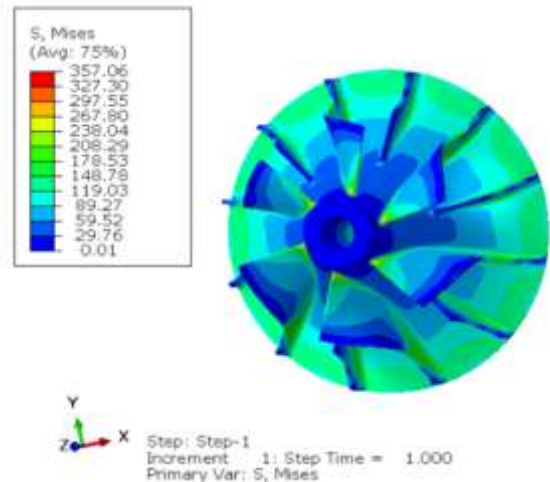 S, Mises
(Avg: 75%)
357.06
327.30
297.55
267.80
238.04
208.29
178.53
148.78
119.03
89.27
59.52
29.76
0.01
Y
Z X
Step: Step-1
Increment 1: Step Time = 1.000
Primary Var: S, Mises